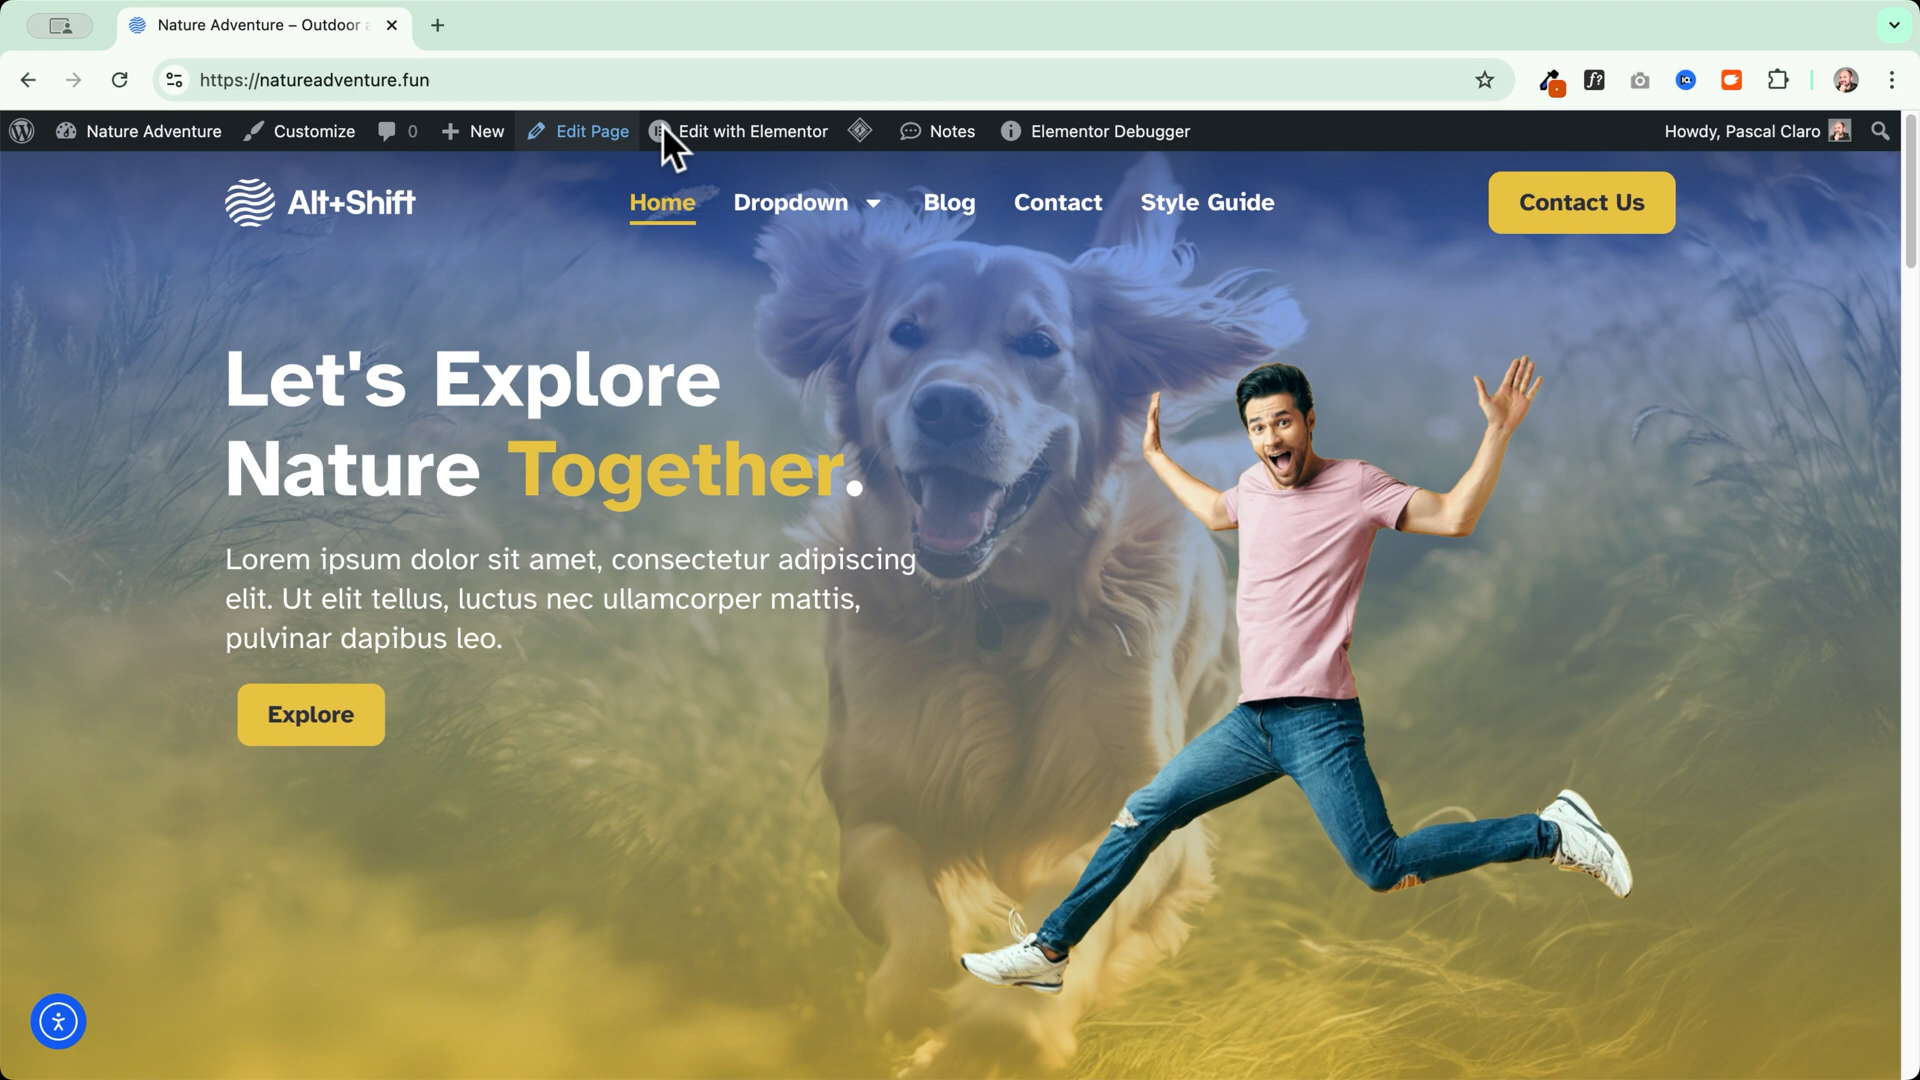 Nature Adventure – Outdoor a
https://natureadventure.fun
Nature Adventure Customize 0 New Edit Page Edit with Elementor Notes Elementor Debugger Howdy, Pascal Claro
Alt+Shift Home Dropdown Blog Contact Style Guide Contact Us
Let's Explore
Nature Together.
Lorem ipsum dolor sit amet, consectetur adipiscing
elit. Ut elit tellus, luctus nec ullamcorper mattis,
pulvinar dapibus leo.
Explore